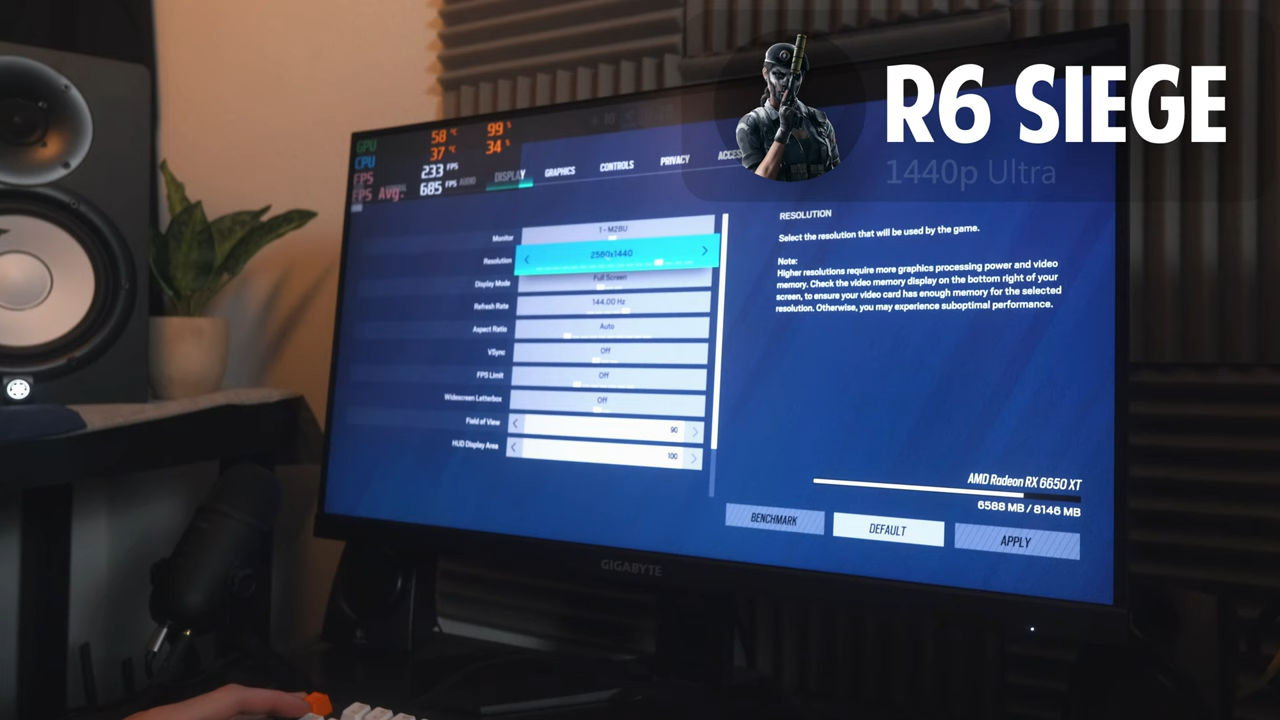 R6 SIEGE
1440p Ultra
GPU 58 °C 99 %
CPU 37 °C 34 %
FPS 233 FPS
FPS Avg. 685 FPS
AUDIO DISPLAY GRAPHICS CONTROLS PRIVACY
Monitor 1 - M28U
Resolution 2560x1440
Display Mode Full Screen
Refresh Rate 144.00 Hz
Aspect Ratio Auto
VSync Off
FPS Limit Off
Widescreen Letterbox Off
Field of View 90
HUD Display Area 100
RESOLUTION
Select the resolution that will be used by the game.
Note:
Higher resolutions require more graphics processing power and video
memory. Check the video memory display on the bottom right of your
screen, to ensure your video card has enough memory for the selected
resolution. Otherwise, you may experience suboptimal performance.
AMD Radeon RX 6650 XT
6588 MB / 8146 MB
BENCHMARK DEFAULT APPLY
GIGABYTE